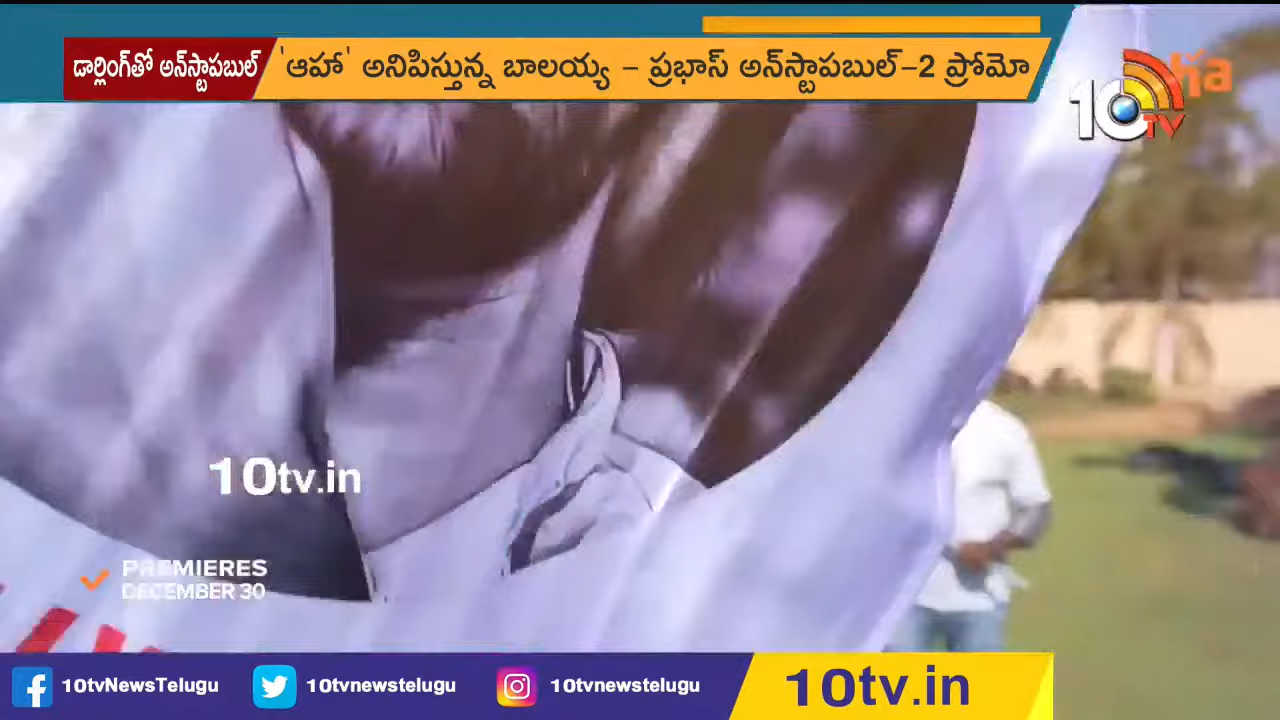 డార్లింగ్‌తో అన్‌స్టాపబుల్
'ఆహా' అనిపిస్తున్న బాలయ్య – ప్రభాస్ అన్‌స్టాపబుల్–2 ప్రోమో
10TV
10tv.in
PREMIERES
DECEMBER 30
10tvNewsTelugu
10tvnewstelugu
10tvnewstelugu
10tv.in